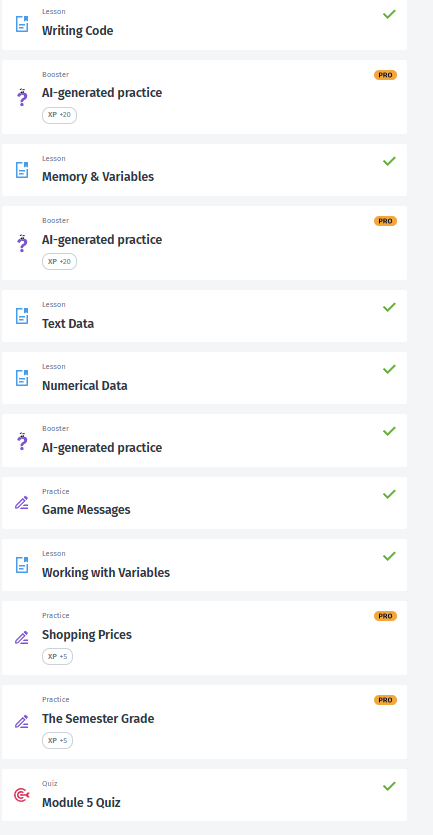 Lesson
Writing Code
Booster
PRO
AI-generated practice
XP +20
Lesson
Memory & Variables
Booster
PRO
AI-generated practice
XP +20
Lesson
Text Data
Lesson
Numerical Data
Booster
AI-generated practice
Practice
Game Messages
Lesson
Working with Variables
Practice
PRO
Shopping Prices
XP +5
Practice
PRO
The Semester Grade
XP +5
Quiz
Module 5 Quiz